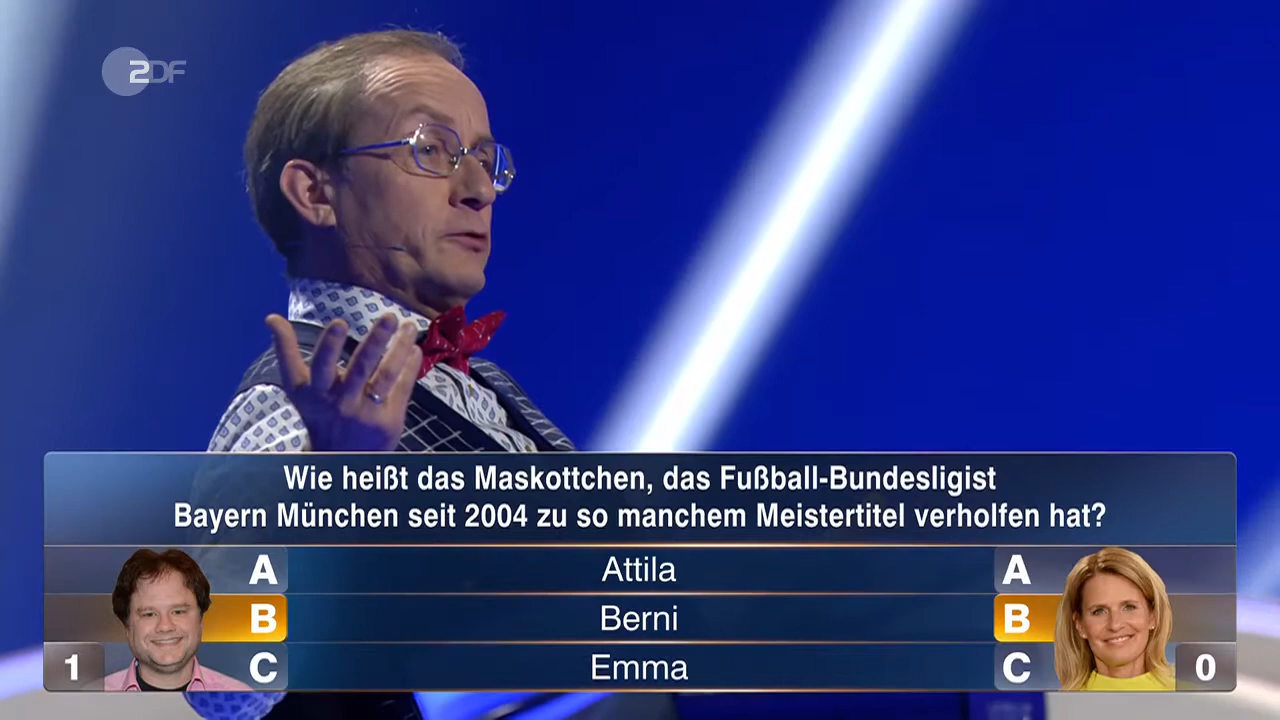 ZDF
Wie heißt das Maskottchen, das Fußball-Bundesligist
Bayern München seit 2004 zu so manchem Meistertitel verholfen hat?
A Attila A
B Berni B
1 C Emma C 0